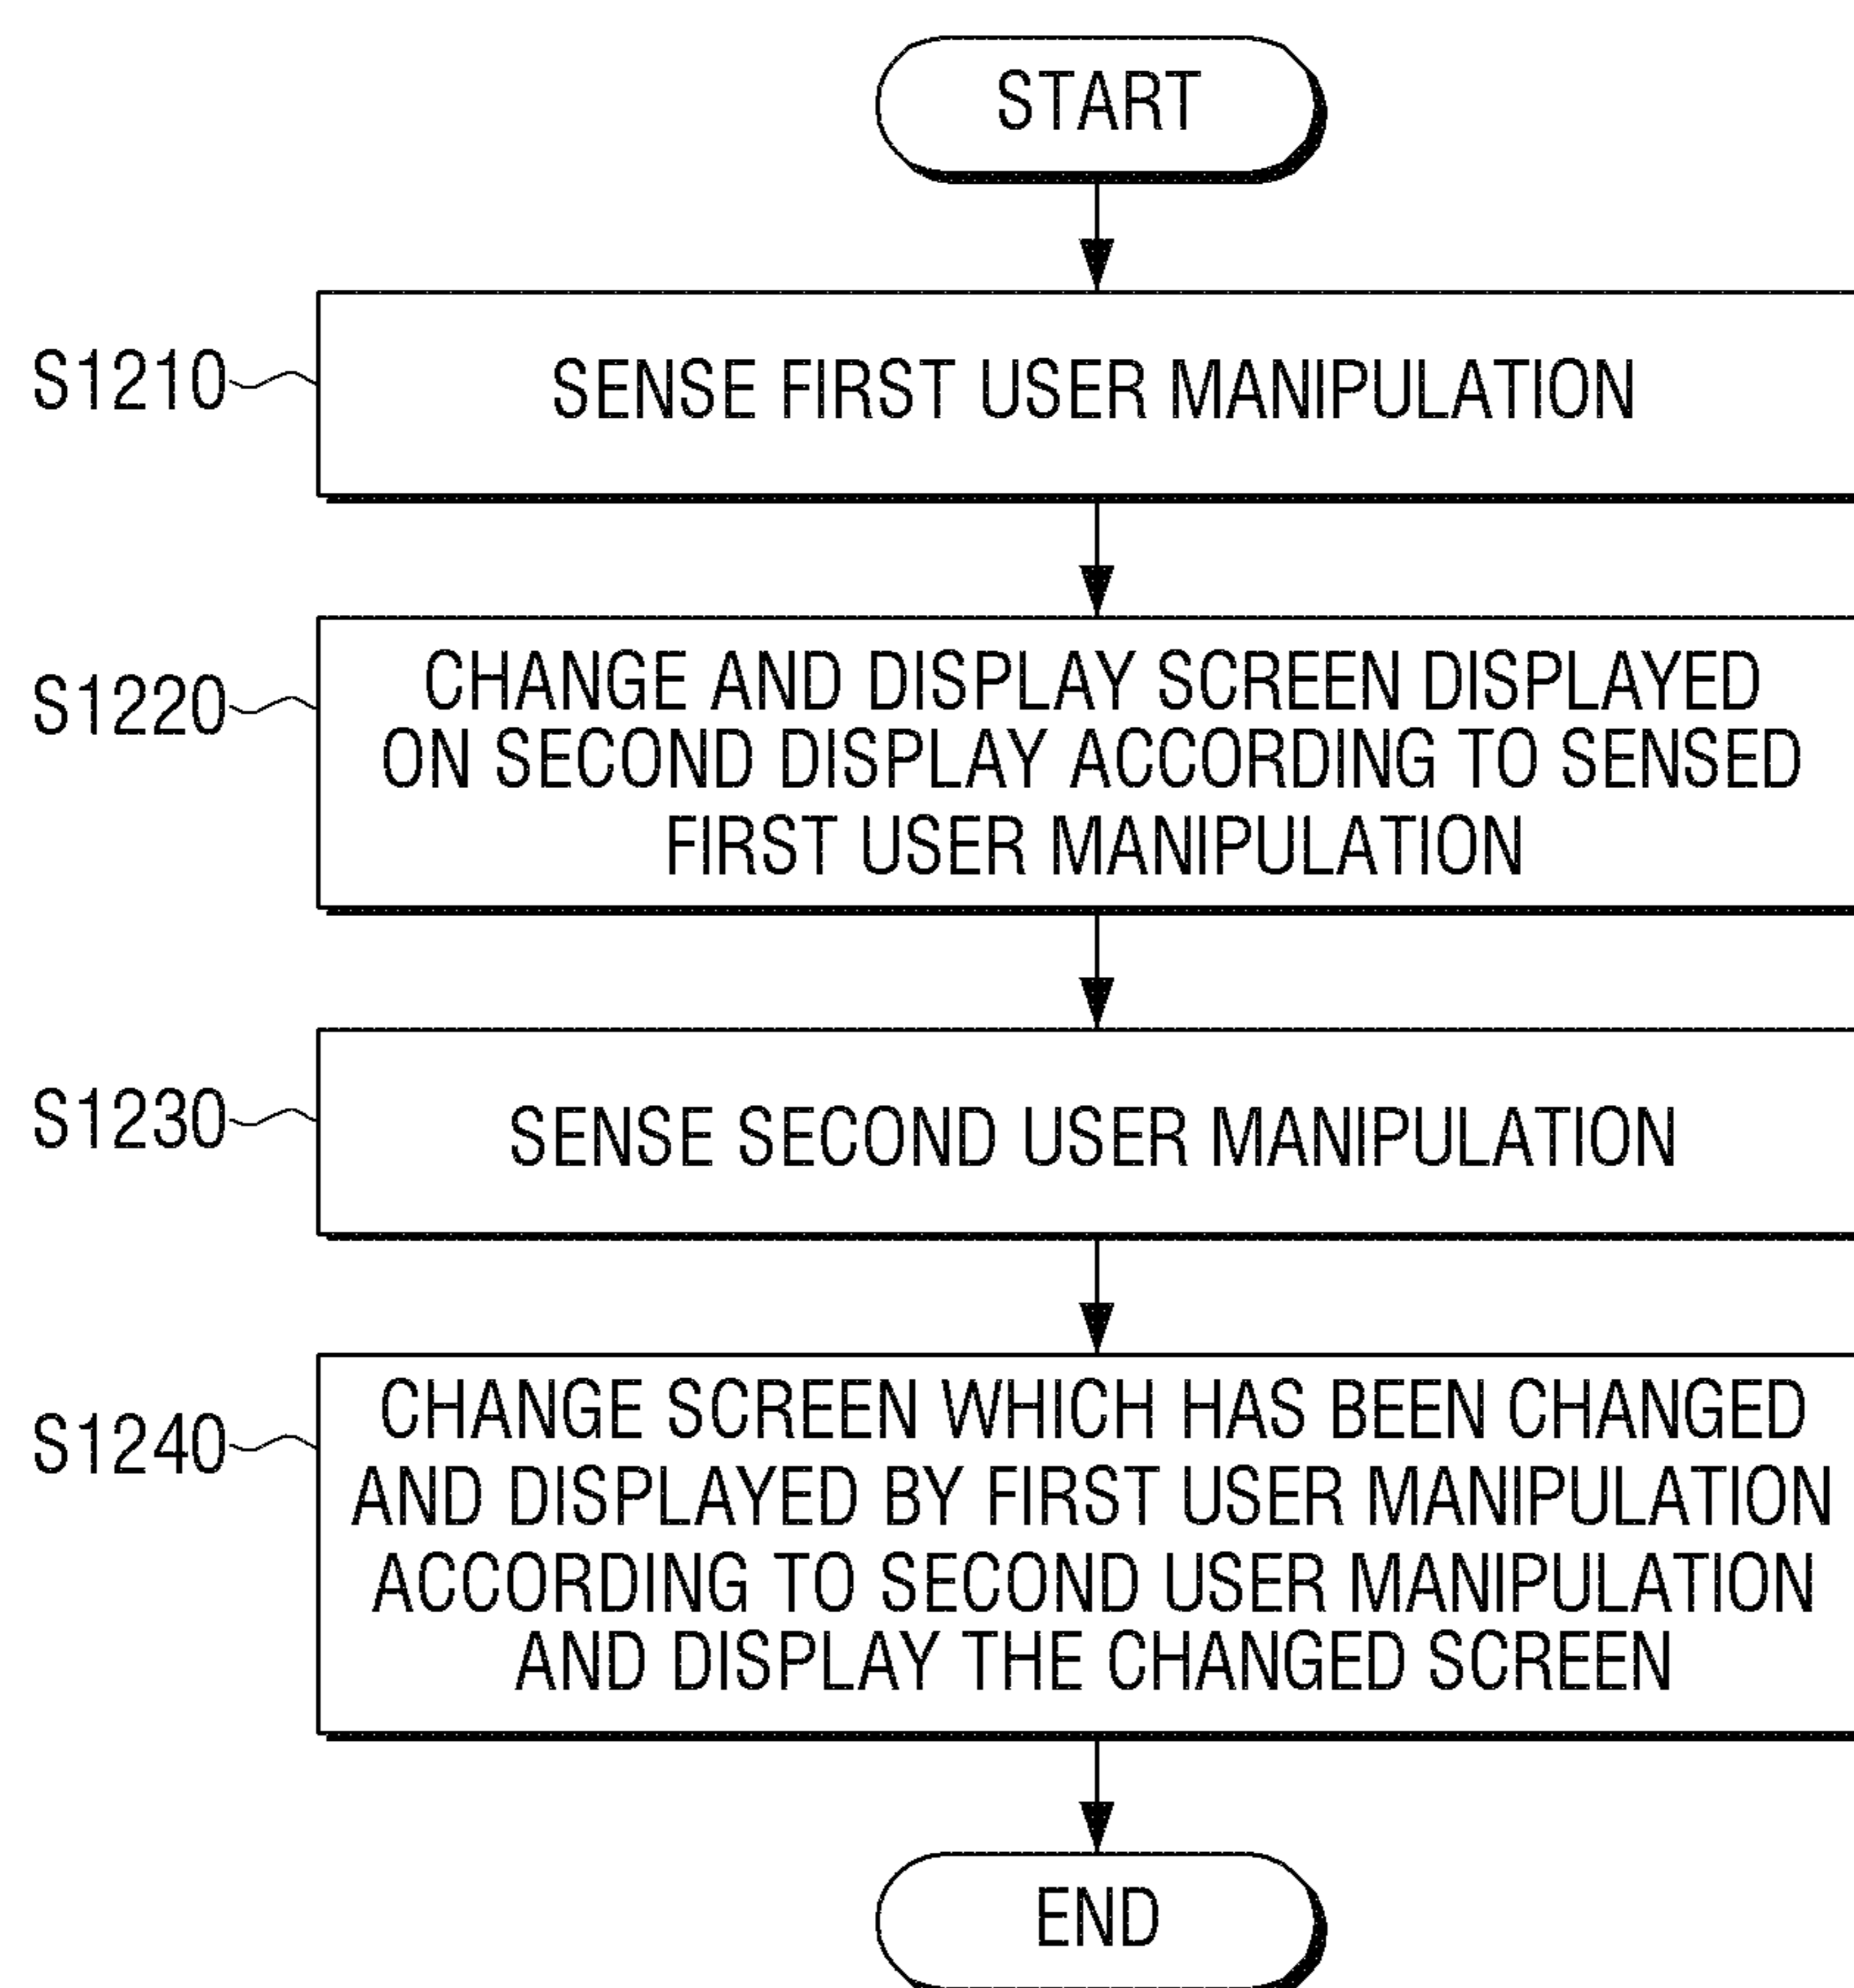 START
S1210
SENSE FIRST USER MANIPULATION
S1220
CHANGE AND DISPLAY SCREEN DISPLAYED
ON SECOND DISPLAY ACCORDING TO SENSED
FIRST USER MANIPULATION
S1230
SENSE SECOND USER MANIPULATION
S1240
CHANGE SCREEN WHICH HAS BEEN CHANGED
AND DISPLAYED BY FIRST USER MANIPULATION
ACCORDING TO SECOND USER MANIPULATION
AND DISPLAY THE CHANGED SCREEN
END